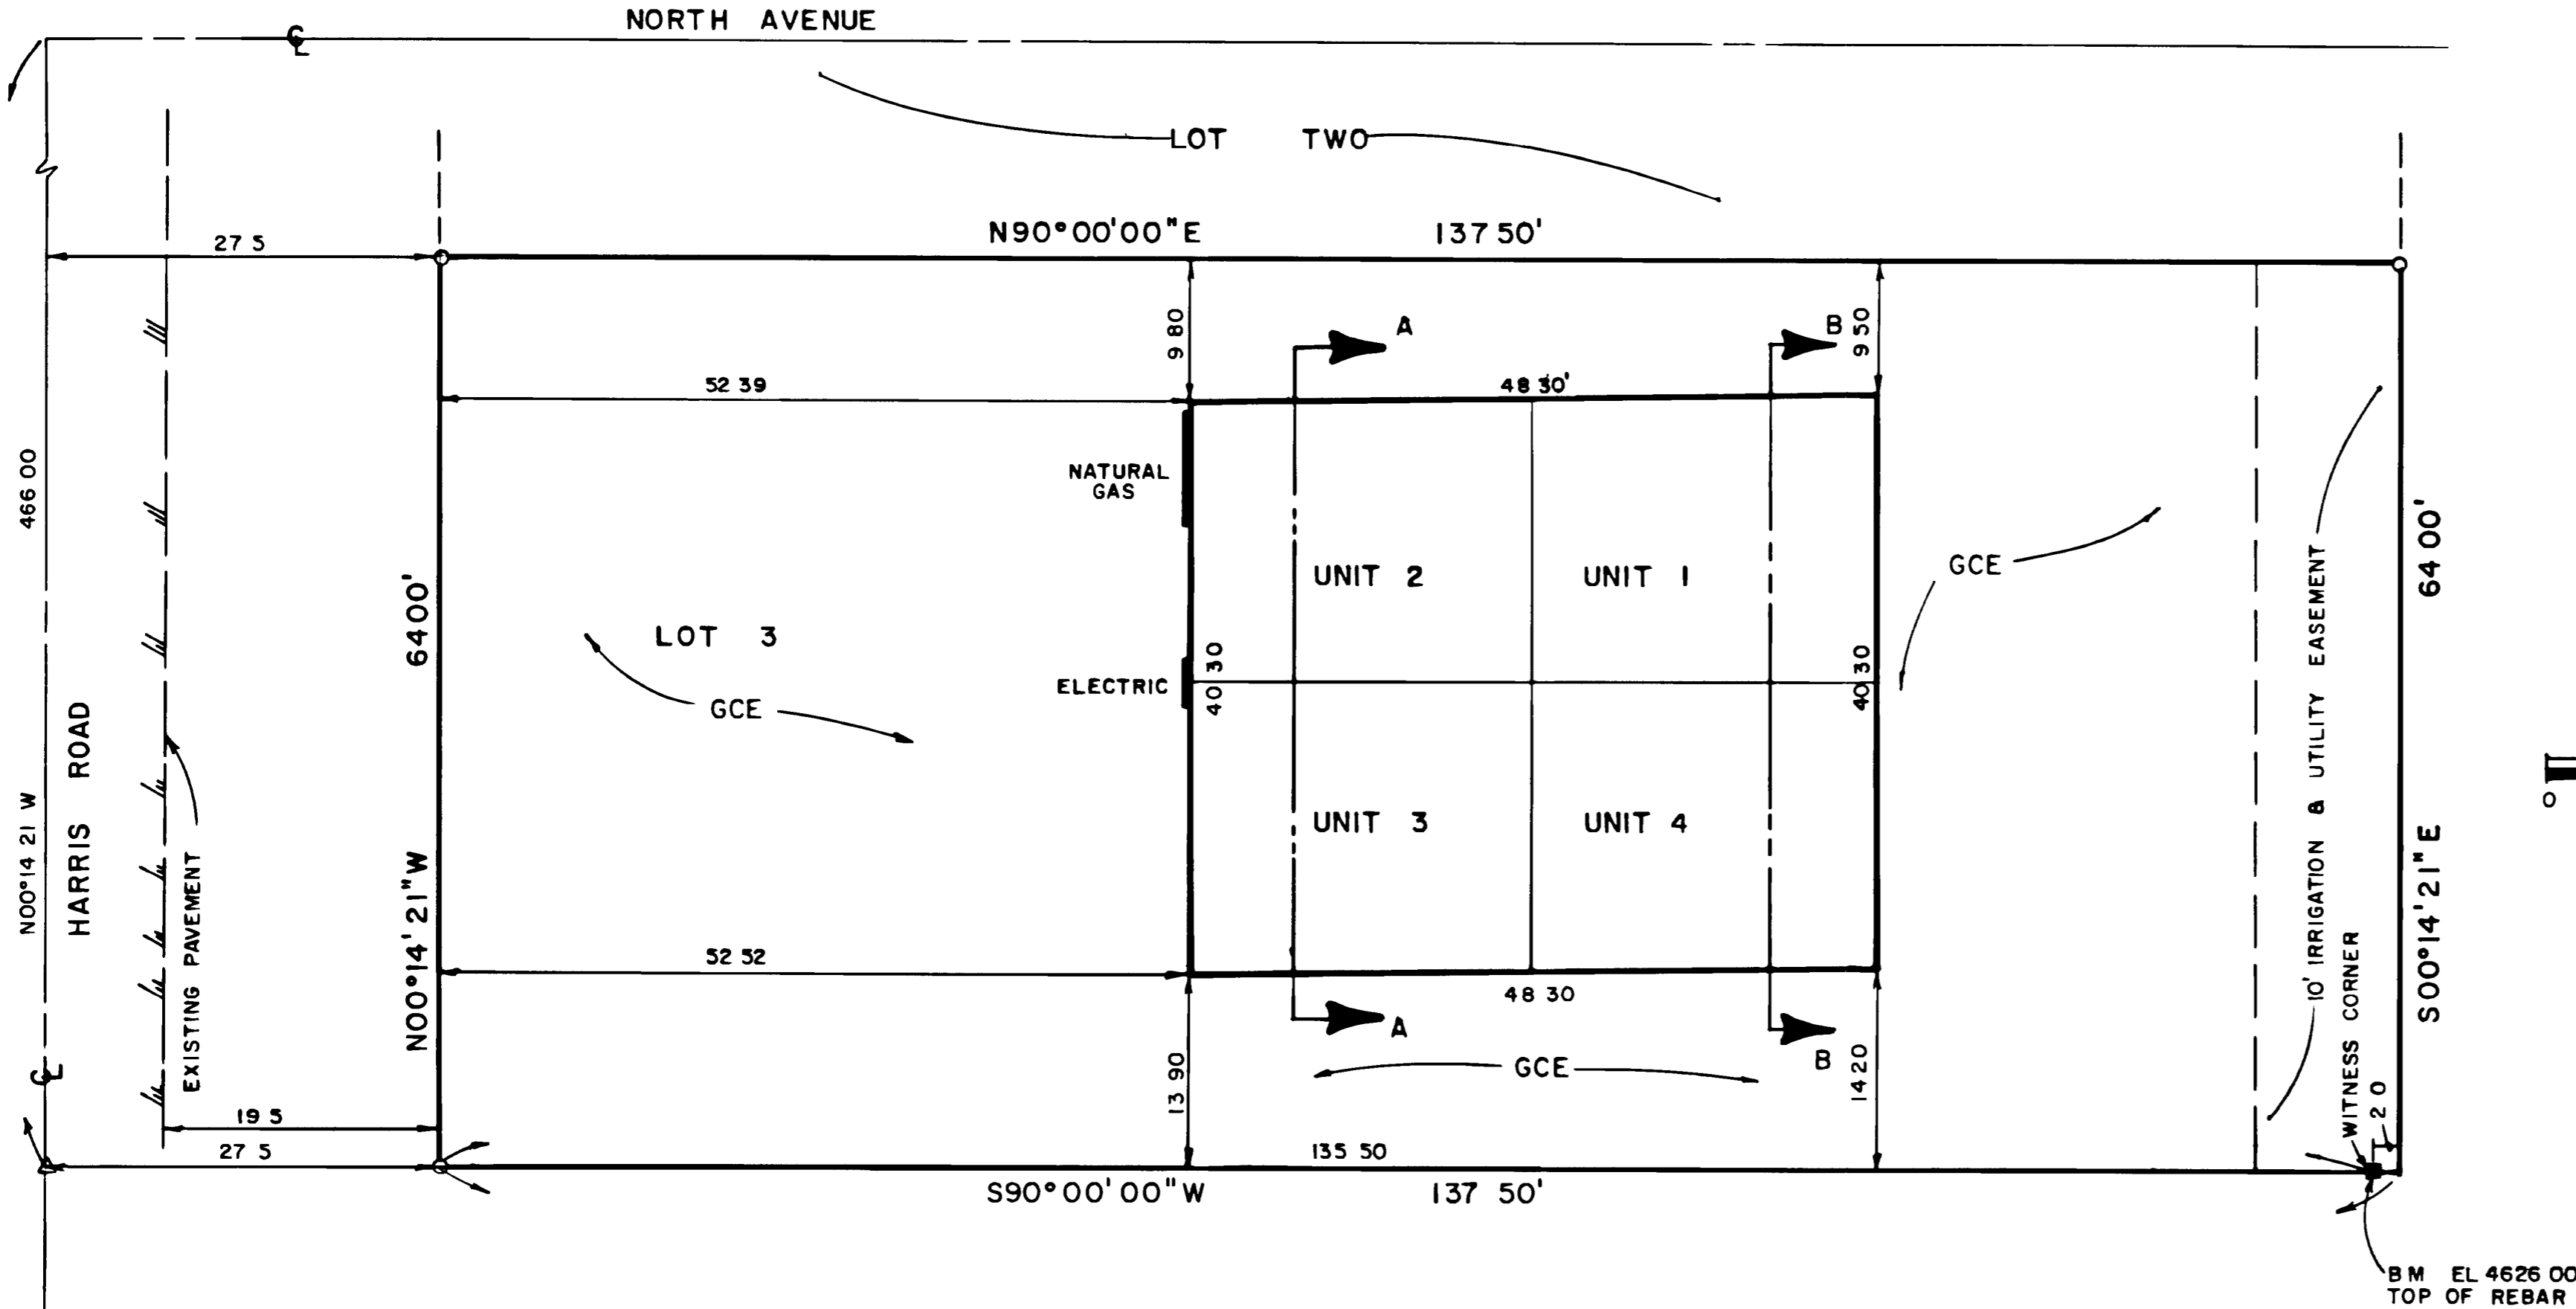 NORTH AVENUE
LOT TWO
27 5
N90°00'00"E 137 50'
9 80
A
B
9 50
52 39
48 30'
466 00
NATURAL
GAS
UNIT 2
UNIT 1
GCE
64 00'
64 00'
LOT 3
GCE
ELECTRIC
40 30
40 30
10' IRRIGATION & UTILITY EASEMENT
HARRIS ROAD
N00°14 21 W
EXISTING PAVEMENT
N00°14'21"W
UNIT 3
UNIT 4
S00°14'21"E
WITNESS CORNER
2 0
52 52
48 30
A
B
GCE
13 90
14 20
19 5
27 5
135 50
S90°00'00"W 137 50'
BM EL 4626 00
TOP OF REBAR